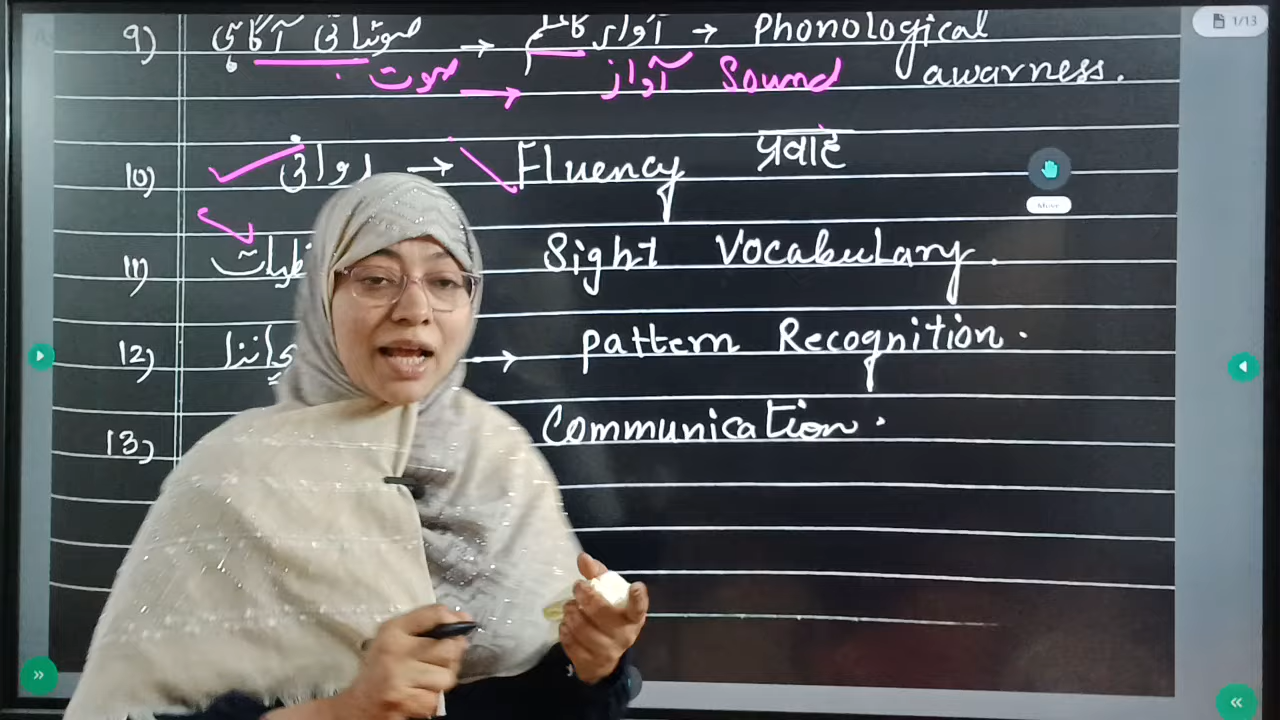 9) صوتیاتی آگاہی → آواز کا علم → Phonological
صوت → آواز Sound awarness.
10) روانی → Fluency प्रवाह
11) Sight Vocabulary.
12) → pattern Recognition.
13) Communication.
1/13
Move